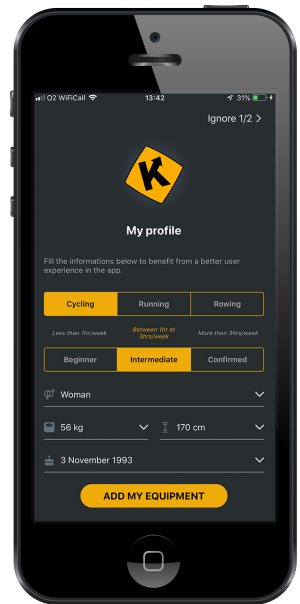 O2 WiFiCall 13:42 31%
Ignore 1/2 >
K
My profile
Fill the informations below to benefit from a better user
experience in the app.
Cycling Running Rowing
Less than 1hr/week Between 1hr et More than 3hrs/week
3hrs/week
Beginner Intermediate Confirmed
Woman
56 kg 170 cm
3 November 1993
ADD MY EQUIPMENT